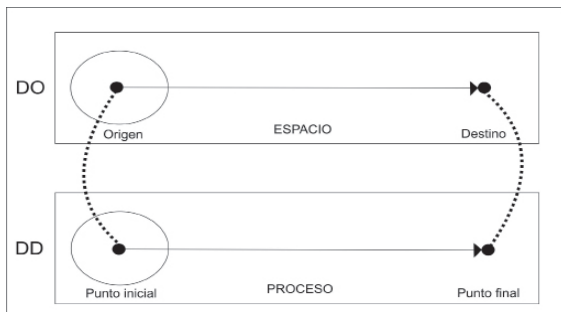 DO
Origen
ESPACIO
Destino
DD
Punto inicial
PROCESO
Punto final